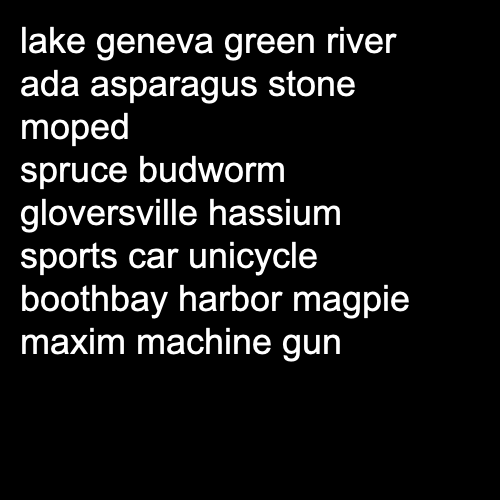 lake geneva green river
ada asparagus stone
moped
spruce budworm
gloversville hassium
sports car unicycle
boothbay harbor magpie
maxim machine gun